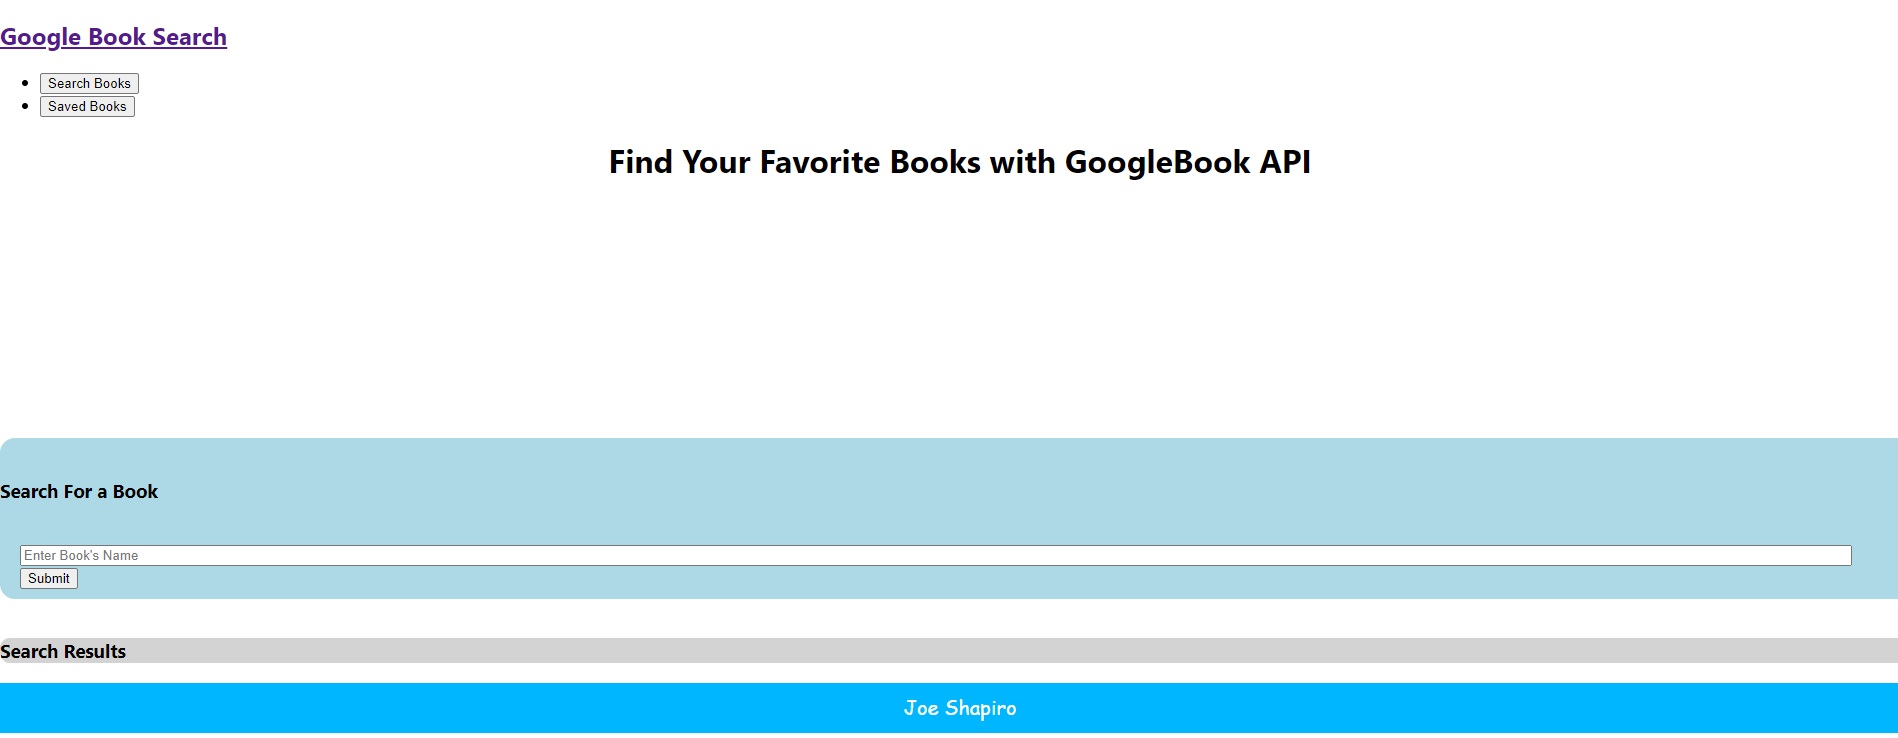 Google Book Search
Search Books
Saved Books
Find Your Favorite Books with GoogleBook API
Search For a Book
Enter Book's Name
Submit
Search Results
Joe Shapiro